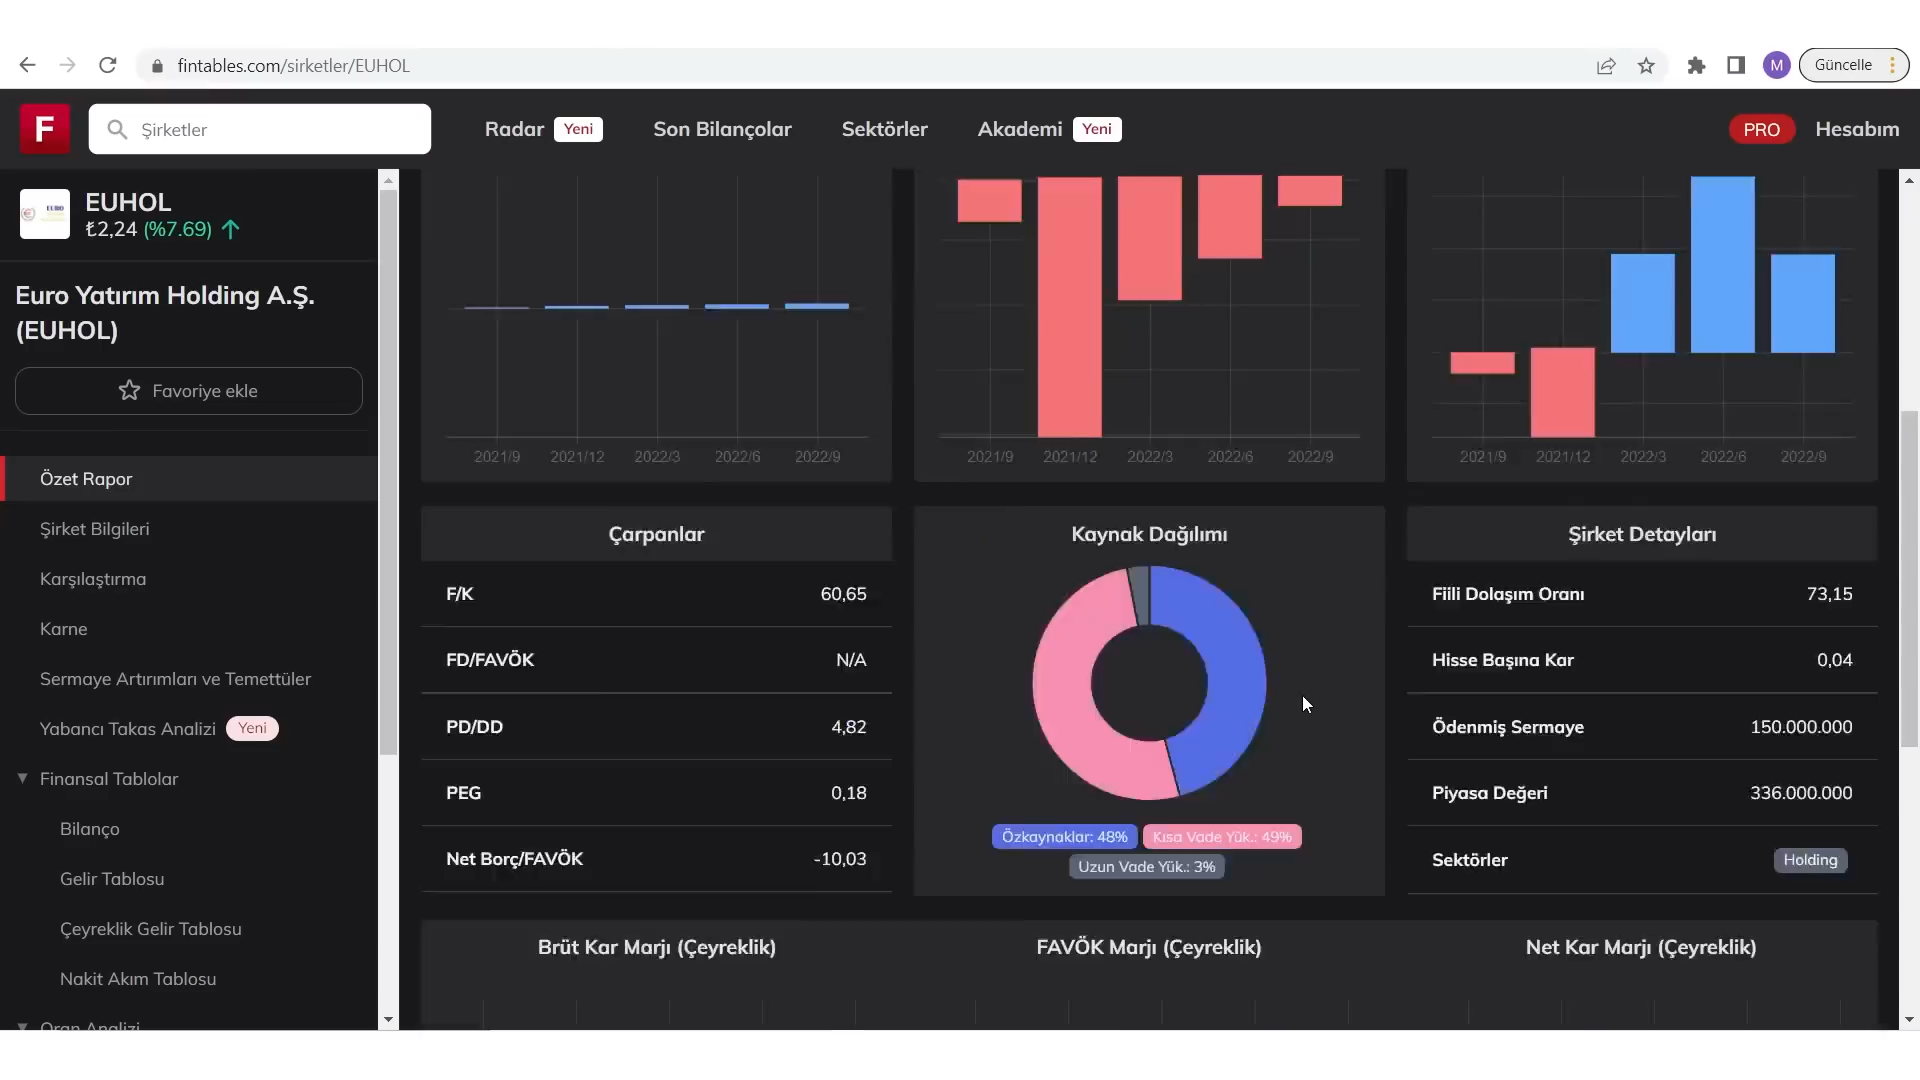 fintables.com/sirketler/EUHOL
M
Güncelle
F
Şirketler
Radar Yeni
Son Bilançolar
Sektörler
Akademi Yeni
PRO
Hesabım
EURO
EUHOL
₺2,24 (%7.69)
Euro Yatırım Holding A.Ş.
(EUHOL)
Favoriye ekle
Özet Rapor
Şirket Bilgileri
Karşılaştırma
Karne
Sermaye Artırımları ve Temettüler
Yabancı Takas Analizi Yeni
Finansal Tablolar
Bilanço
Gelir Tablosu
Çeyreklik Gelir Tablosu
Nakit Akım Tablosu
Oran Analizi
2021/9 2021/12 2022/3 2022/6 2022/9
2021/9 2021/12 2022/3 2022/6 2022/9
2021/9 2021/12 2022/3 2022/6 2022/9
Çarpanlar
F/K 60,65
FD/FAVÖK N/A
PD/DD 4,82
PEG 0,18
Net Borç/FAVÖK -10,03
Kaynak Dağılımı
Özkaynaklar: 48% Kısa Vade Yük.: 49%
Uzun Vade Yük.: 3%
Şirket Detayları
Fiili Dolaşım Oranı 73,15
Hisse Başına Kar 0,04
Ödenmiş Sermaye 150.000.000
Piyasa Değeri 336.000.000
Sektörler Holding
Brüt Kar Marjı (Çeyreklik)
FAVÖK Marjı (Çeyreklik)
Net Kar Marjı (Çeyreklik)